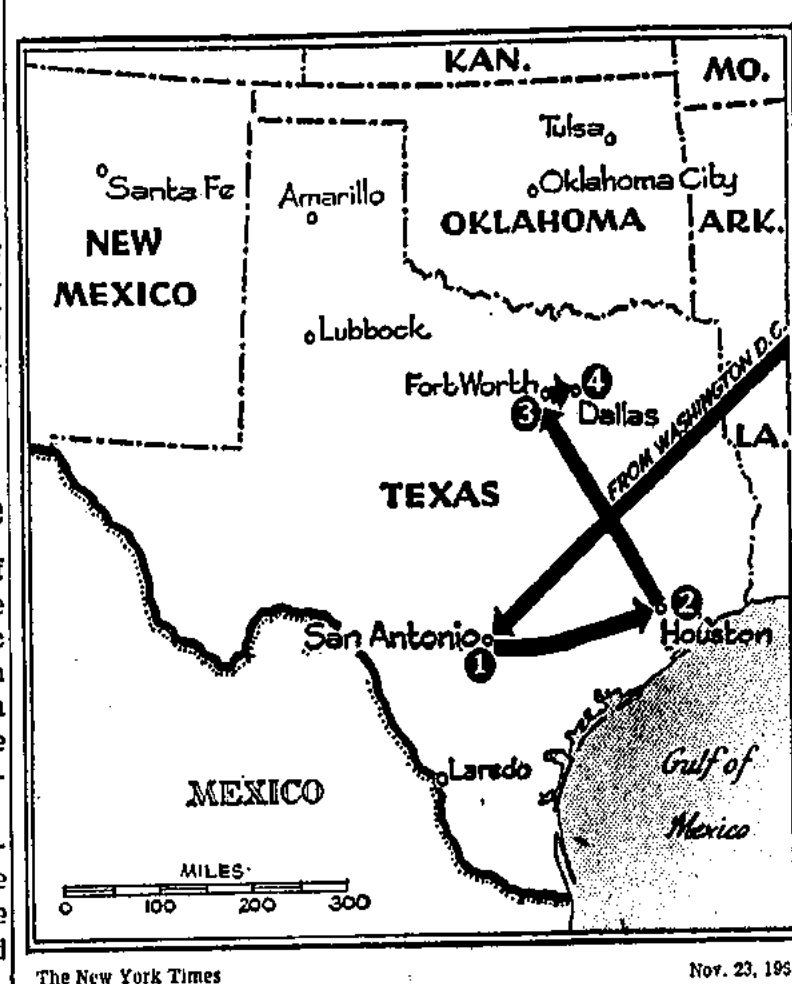 KAN.
MO.
Tulsa
Santa Fe
Amarillo
Oklahoma City
OKLAHOMA
ARK.
NEW
MEXICO
Lubbock
FROM WASHINGTON D.C.
Fort Worth
4
3
Dallas
LA.
TEXAS
2
San Antonio
Houston
1
Laredo
Gulf of
Mexico
MEXICO
MILES
0 100 200 300
The New York Times
Nov. 23, 196